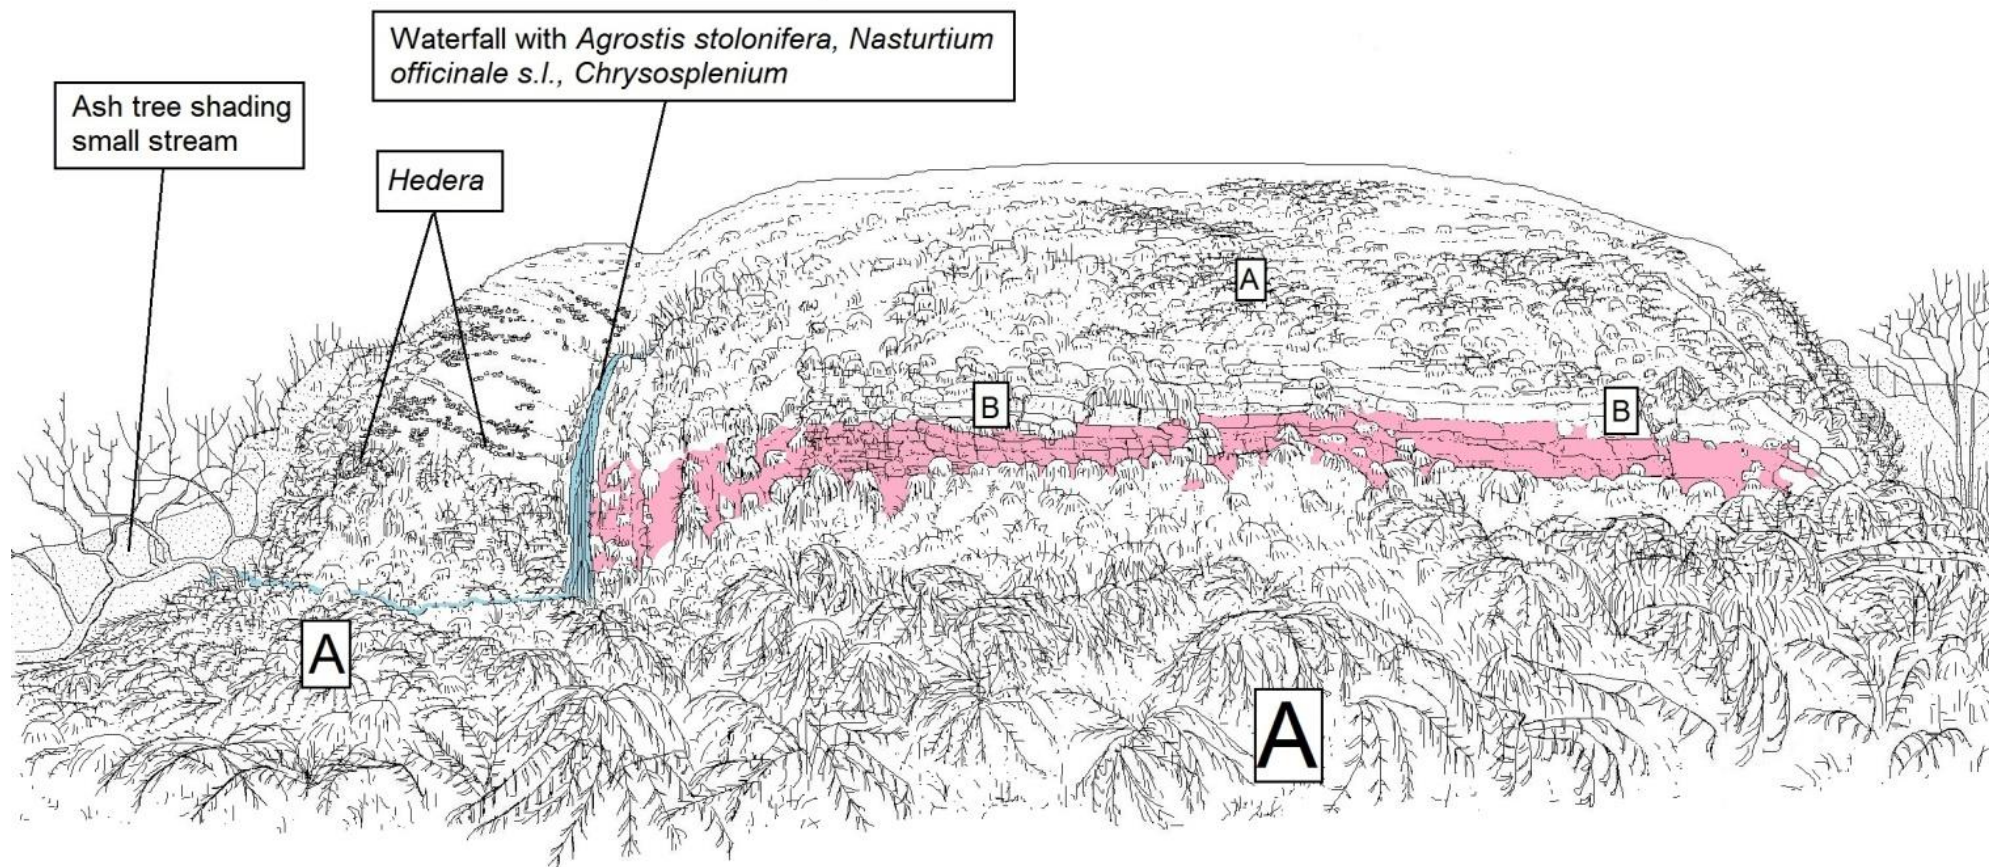 Waterfall with Agrostis stolonifera, Nasturtium
officinale s.l., Chrysosplenium
Ash tree shading
small stream
Hedera
A
B
B
A
A